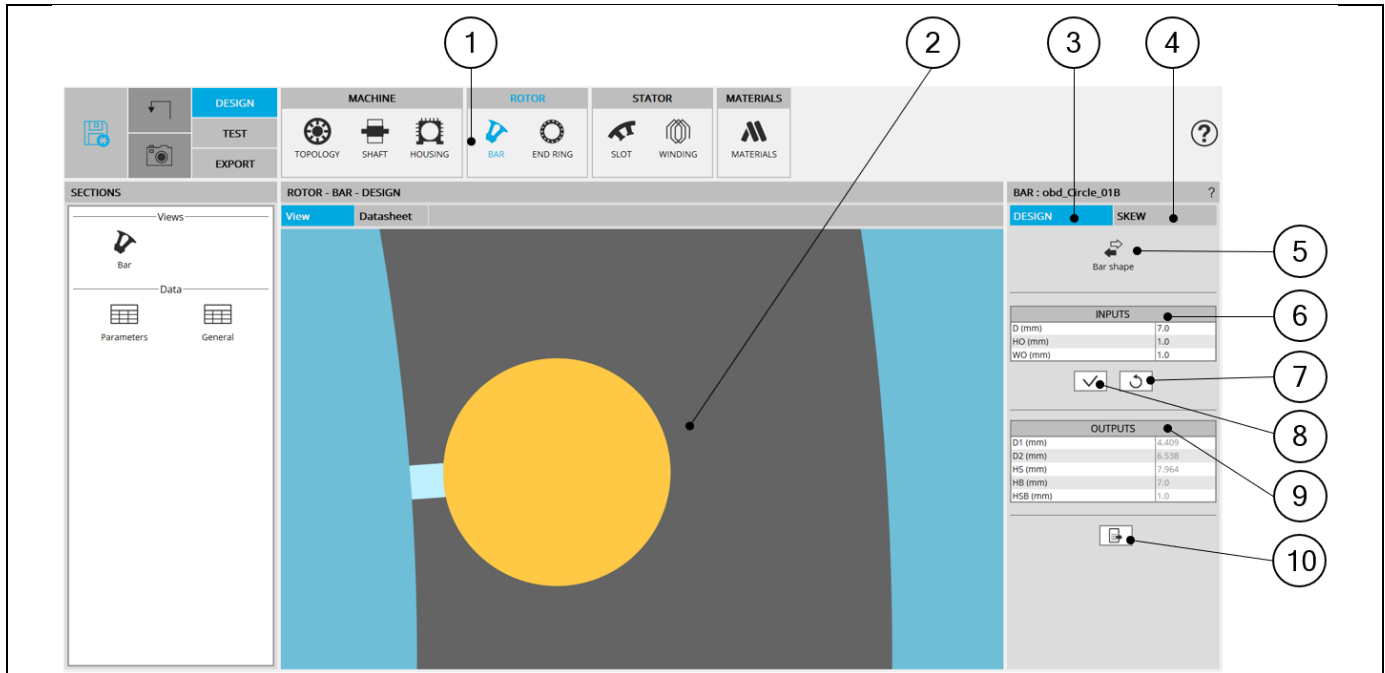 1 2 3 4
DESIGN MACHINE ROTOR STATOR MATERIALS
TEST
EXPORT
TOPOLOGY SHAFT HOUSING BAR END RING SLOT WINDING MATERIALS
?
SECTIONS
Views
Bar
Data
Parameters General
ROTOR - BAR - DESIGN
View Datasheet
BAR : obd_Circle_01B ?
DESIGN SKEW
Bar shape
5
INPUTS
6
D (mm) 7.0
HO (mm) 1.0
WO (mm) 1.0
7
8
OUTPUTS
D1 (mm) 4.409
D2 (mm) 6.538
HS (mm) 7.964
HB (mm) 7.0
HSB (mm) 1.0
9
10